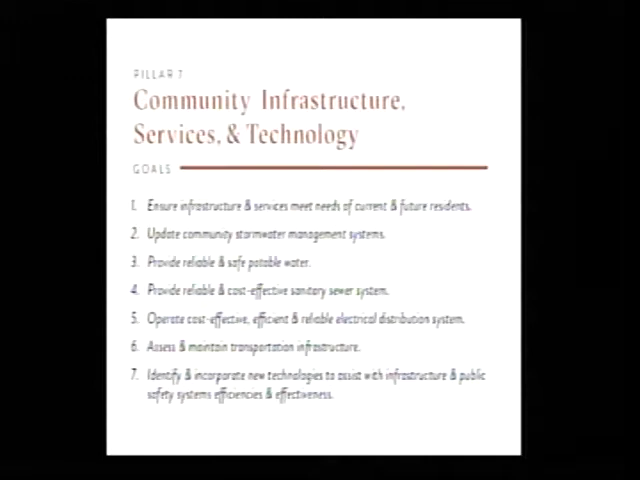 PILLAR 7
Community Infrastructure,
Services, & Technology
GOALS
1. Ensure infrastructure & services meet needs of current & future residents.
2. Update community stormwater management systems.
3. Provide reliable & safe potable water.
4. Provide reliable & cost-effective sanitary sewer system.
5. Operate cost-effective, efficient & reliable electrical distribution system.
6. Assess & maintain transportation infrastructure.
7. Identify & incorporate new technologies to assist with infrastructure & public
safety systems efficiencies & effectiveness.